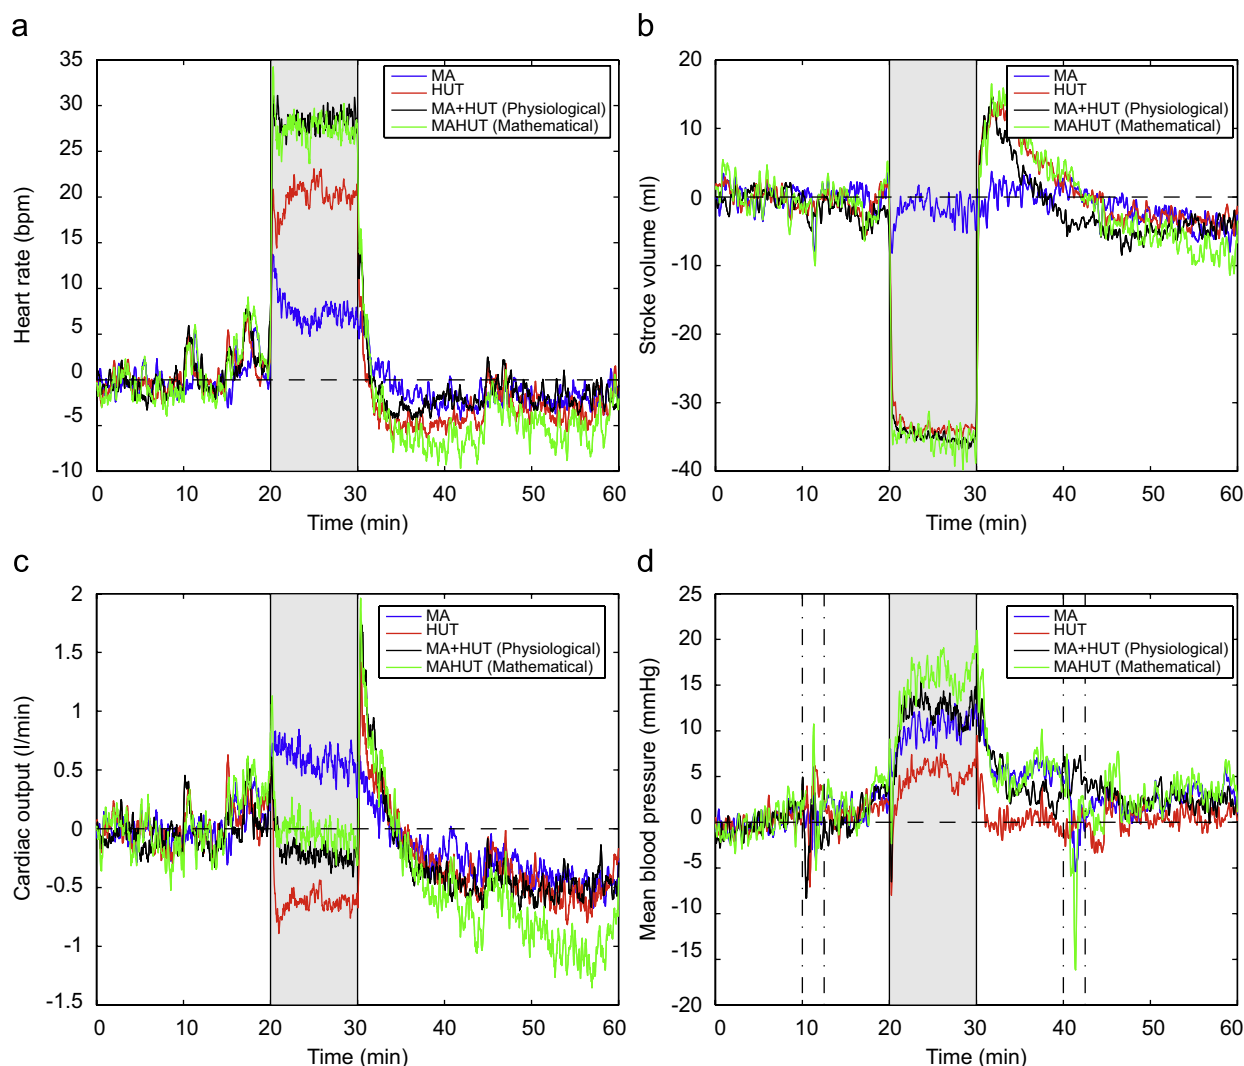 a
35
30
25
20
15
10
5
0
-5
-10
Heart rate (bpm)
MA
HUT
MA+HUT (Physiological)
MAHUT (Mathematical)
0 10 20 30 40 50 60
Time (min)
b
20
10
0
-10
-20
-30
-40
Stroke volume (ml)
MA
HUT
MA+HUT (Physiological)
MAHUT (Mathematical)
0 10 20 30 40 50 60
Time (min)
c
2
1.5
1
0.5
0
-0.5
-1
-1.5
Cardiac output (l/min)
MA
HUT
MA+HUT (Physiological)
MAHUT (Mathematical)
0 10 20 30 40 50 60
Time (min)
d
25
20
15
10
5
0
-5
-10
-15
-20
Mean blood pressure (mmHg)
MA
HUT
MA+HUT (Physiological)
MAHUT (Mathematical)
0 10 20 30 40 50 60
Time (min)